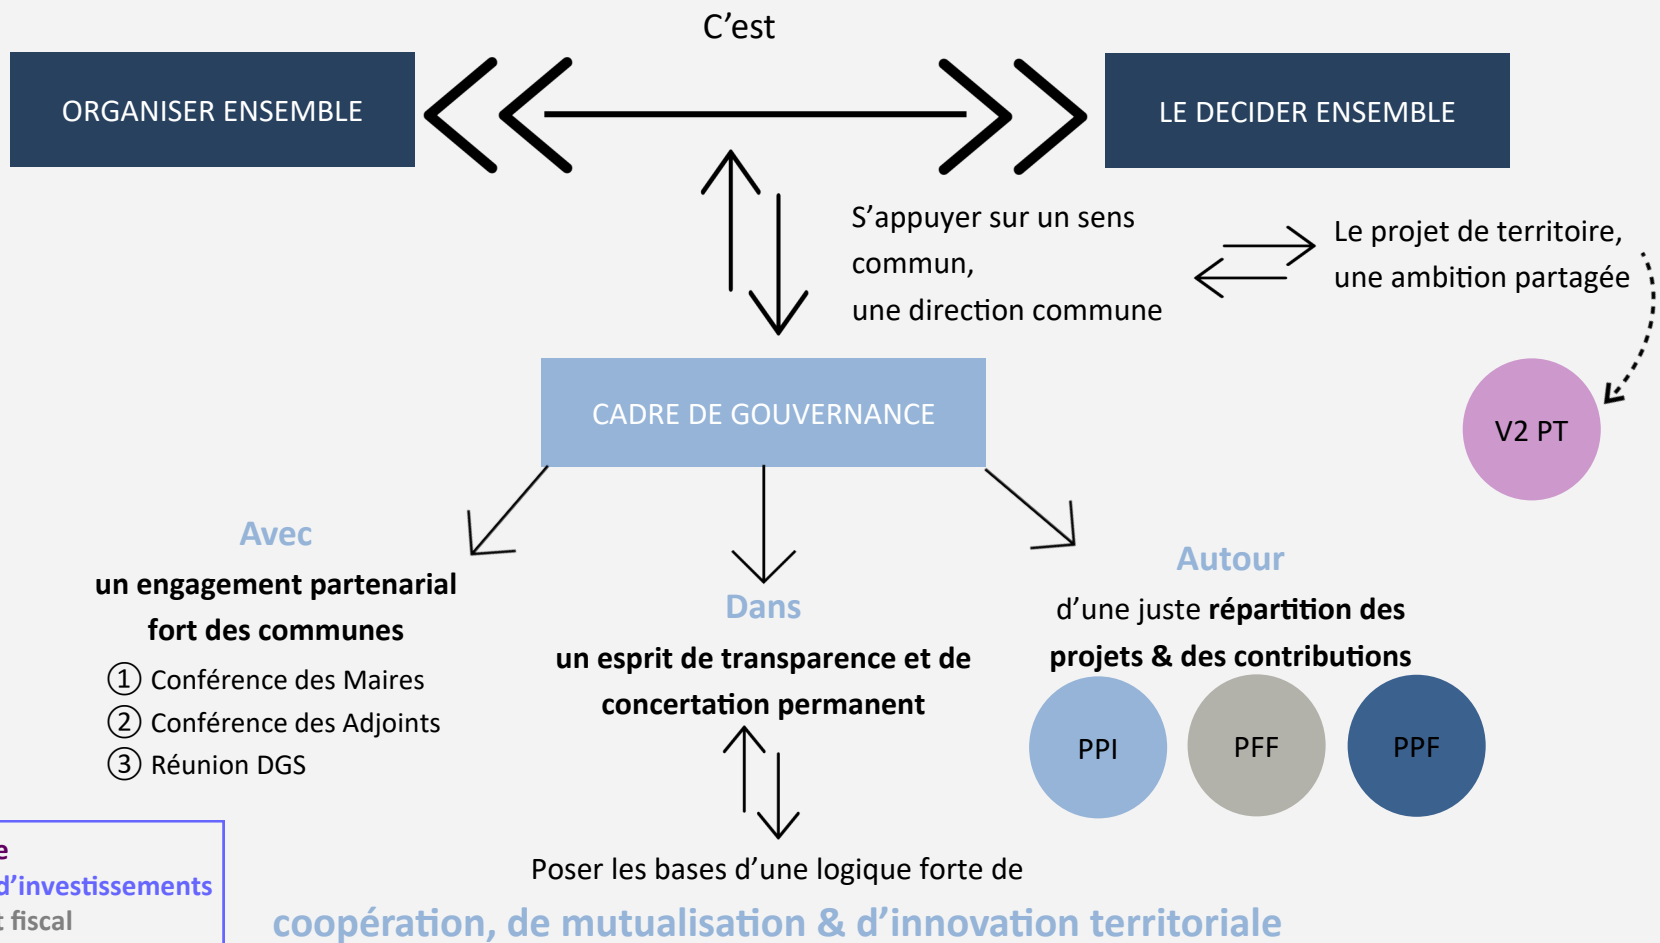 C'est
ORGANISER ENSEMBLE
LE DECIDER ENSEMBLE
S'appuyer sur un sens
commun,
une direction commune
Le projet de territoire,
une ambition partagée
V2 PT
CADRE DE GOUVERNANCE
Avec
un engagement partenarial
fort des communes
① Conférence des Maires
② Conférence des Adjoints
③ Réunion DGS
Dans
un esprit de transparence et de
concertation permanent
Autour
d'une juste répartition des
projets & des contributions
PPI
PFF
PPF
Poser les bases d'une logique forte de
coopération, de mutualisation & d'innovation territoriale
d'investissements
fiscal